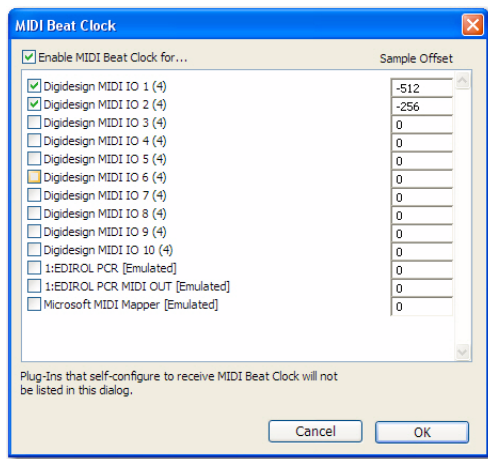 MIDI Beat Clock
Enable MIDI Beat Clock for... Sample Offset
Digidesign MIDI IO 1 (4) -512
Digidesign MIDI IO 2 (4) -256
Digidesign MIDI IO 3 (4) 0
Digidesign MIDI IO 4 (4) 0
Digidesign MIDI IO 5 (4) 0
Digidesign MIDI IO 6 (4) 0
Digidesign MIDI IO 7 (4) 0
Digidesign MIDI IO 8 (4) 0
Digidesign MIDI IO 9 (4) 0
Digidesign MIDI IO 10 (4) 0
1:EDIROL PCR [Emulated] 0
1:EDIROL PCR MIDI OUT [Emulated] 0
Microsoft MIDI Mapper [Emulated] 0
Plug-Ins that self-configure to receive MIDI Beat Clock will not
be listed in this dialog.
Cancel OK